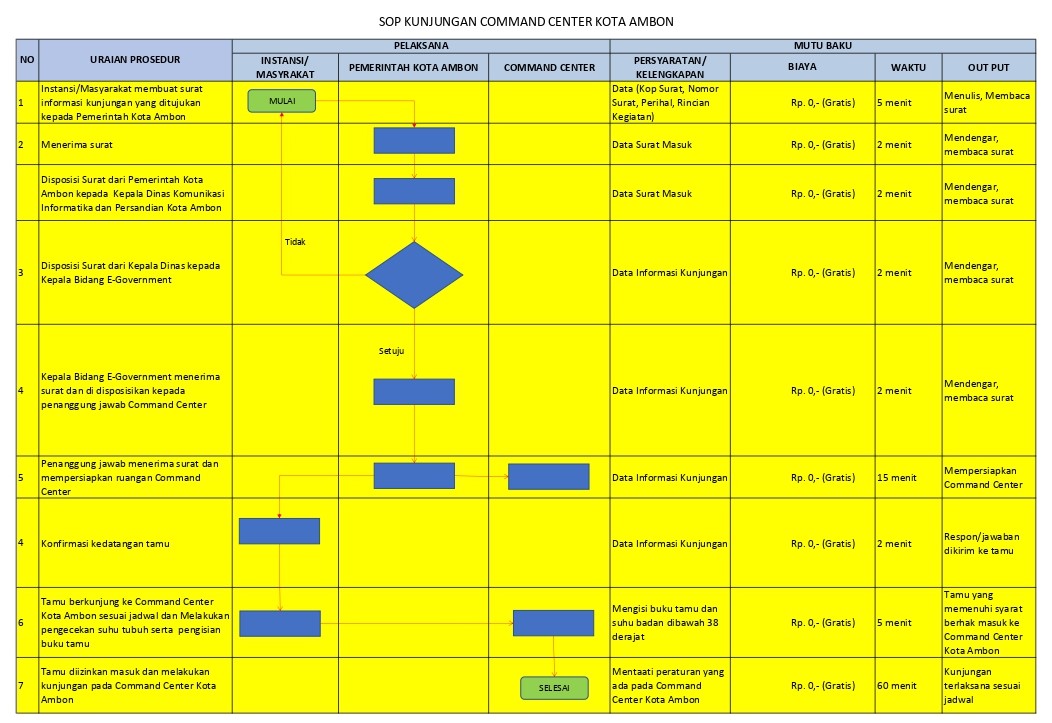 SOP KUNJUNGAN COMMAND CENTER KOTA AMBON
NO
URAIAN PROSEDUR
PELAKSANA
MUTU BAKU
INSTANSI/
MASYRAKAT
PEMERINTAH KOTA AMBON
COMMAND CENTER
PERSYARATAN/
KELENGKAPAN
BIAYA
WAKTU
OUT PUT
1
Instansi/Masyarakat membuat surat
informasi kunjungan yang ditujukan
kepada Pemerintah Kota Ambon
MULAI
Data (Kop Surat, Nomor
Surat, Perihal, Rincian
Kegiatan)
Rp. 0,- (Gratis)
5 menit
Menulis, Membaca
surat
2
Menerima surat
Data Surat Masuk
Rp. 0,- (Gratis)
2 menit
Mendengar,
membaca surat
Disposisi Surat dari Pemerintah Kota
Ambon kepada Kepala Dinas Komunikasi
Informatika dan Persandian Kota Ambon
Data Surat Masuk
Rp. 0,- (Gratis)
2 menit
Mendengar,
membaca surat
3
Disposisi Surat dari Kepala Dinas kepada
Kepala Bidang E-Government
Tidak
Data Informasi Kunjungan
Rp. 0,- (Gratis)
2 menit
Mendengar,
membaca surat
4
Kepala Bidang E-Government menerima
surat dan di disposisikan kepada
penanggung jawab Command Center
Setuju
Data Informasi Kunjungan
Rp. 0,- (Gratis)
2 menit
Mendengar,
membaca surat
5
Penanggung jawab menerima surat dan
mempersiapkan ruangan Command
Center
Data Informasi Kunjungan
Rp. 0,- (Gratis)
15 menit
Mempersiapkan
Command Center
4
Konfirmasi kedatangan tamu
Data Informasi Kunjungan
Rp. 0,- (Gratis)
2 menit
Respon/jawaban
dikirim ke tamu
6
Tamu berkunjung ke Command Center
Kota Ambon sesuai jadwal dan Melakukan
pengecekan suhu tubuh serta pengisian
buku tamu
Mengisi buku tamu dan
suhu badan dibawah 38
derajat
Rp. 0,- (Gratis)
5 menit
Tamu yang
memenuhi syarat
berhak masuk ke
Command Center
Kota Ambon
7
Tamu diizinkan masuk dan melakukan
kunjungan pada Command Center Kota
Ambon
SELESAI
Mentaati peraturan yang
ada pada Command
Center Kota Ambon
Rp. 0,- (Gratis)
60 menit
Kunjungan
terlaksana sesuai
jadwal